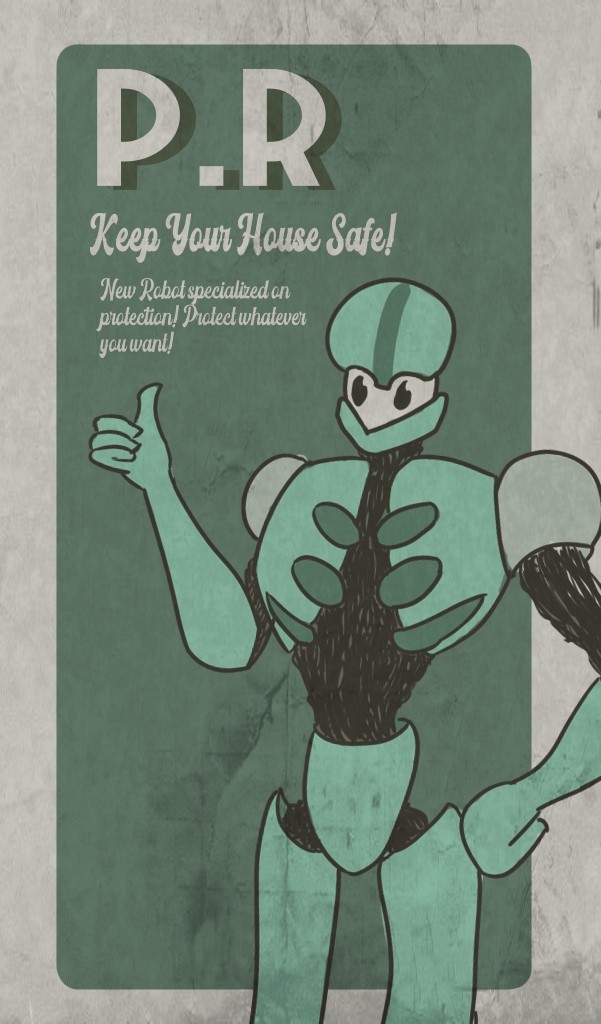 P.R
Keep Your House Safe!
New Robot specialized on
protection! Protect whatever
you want!